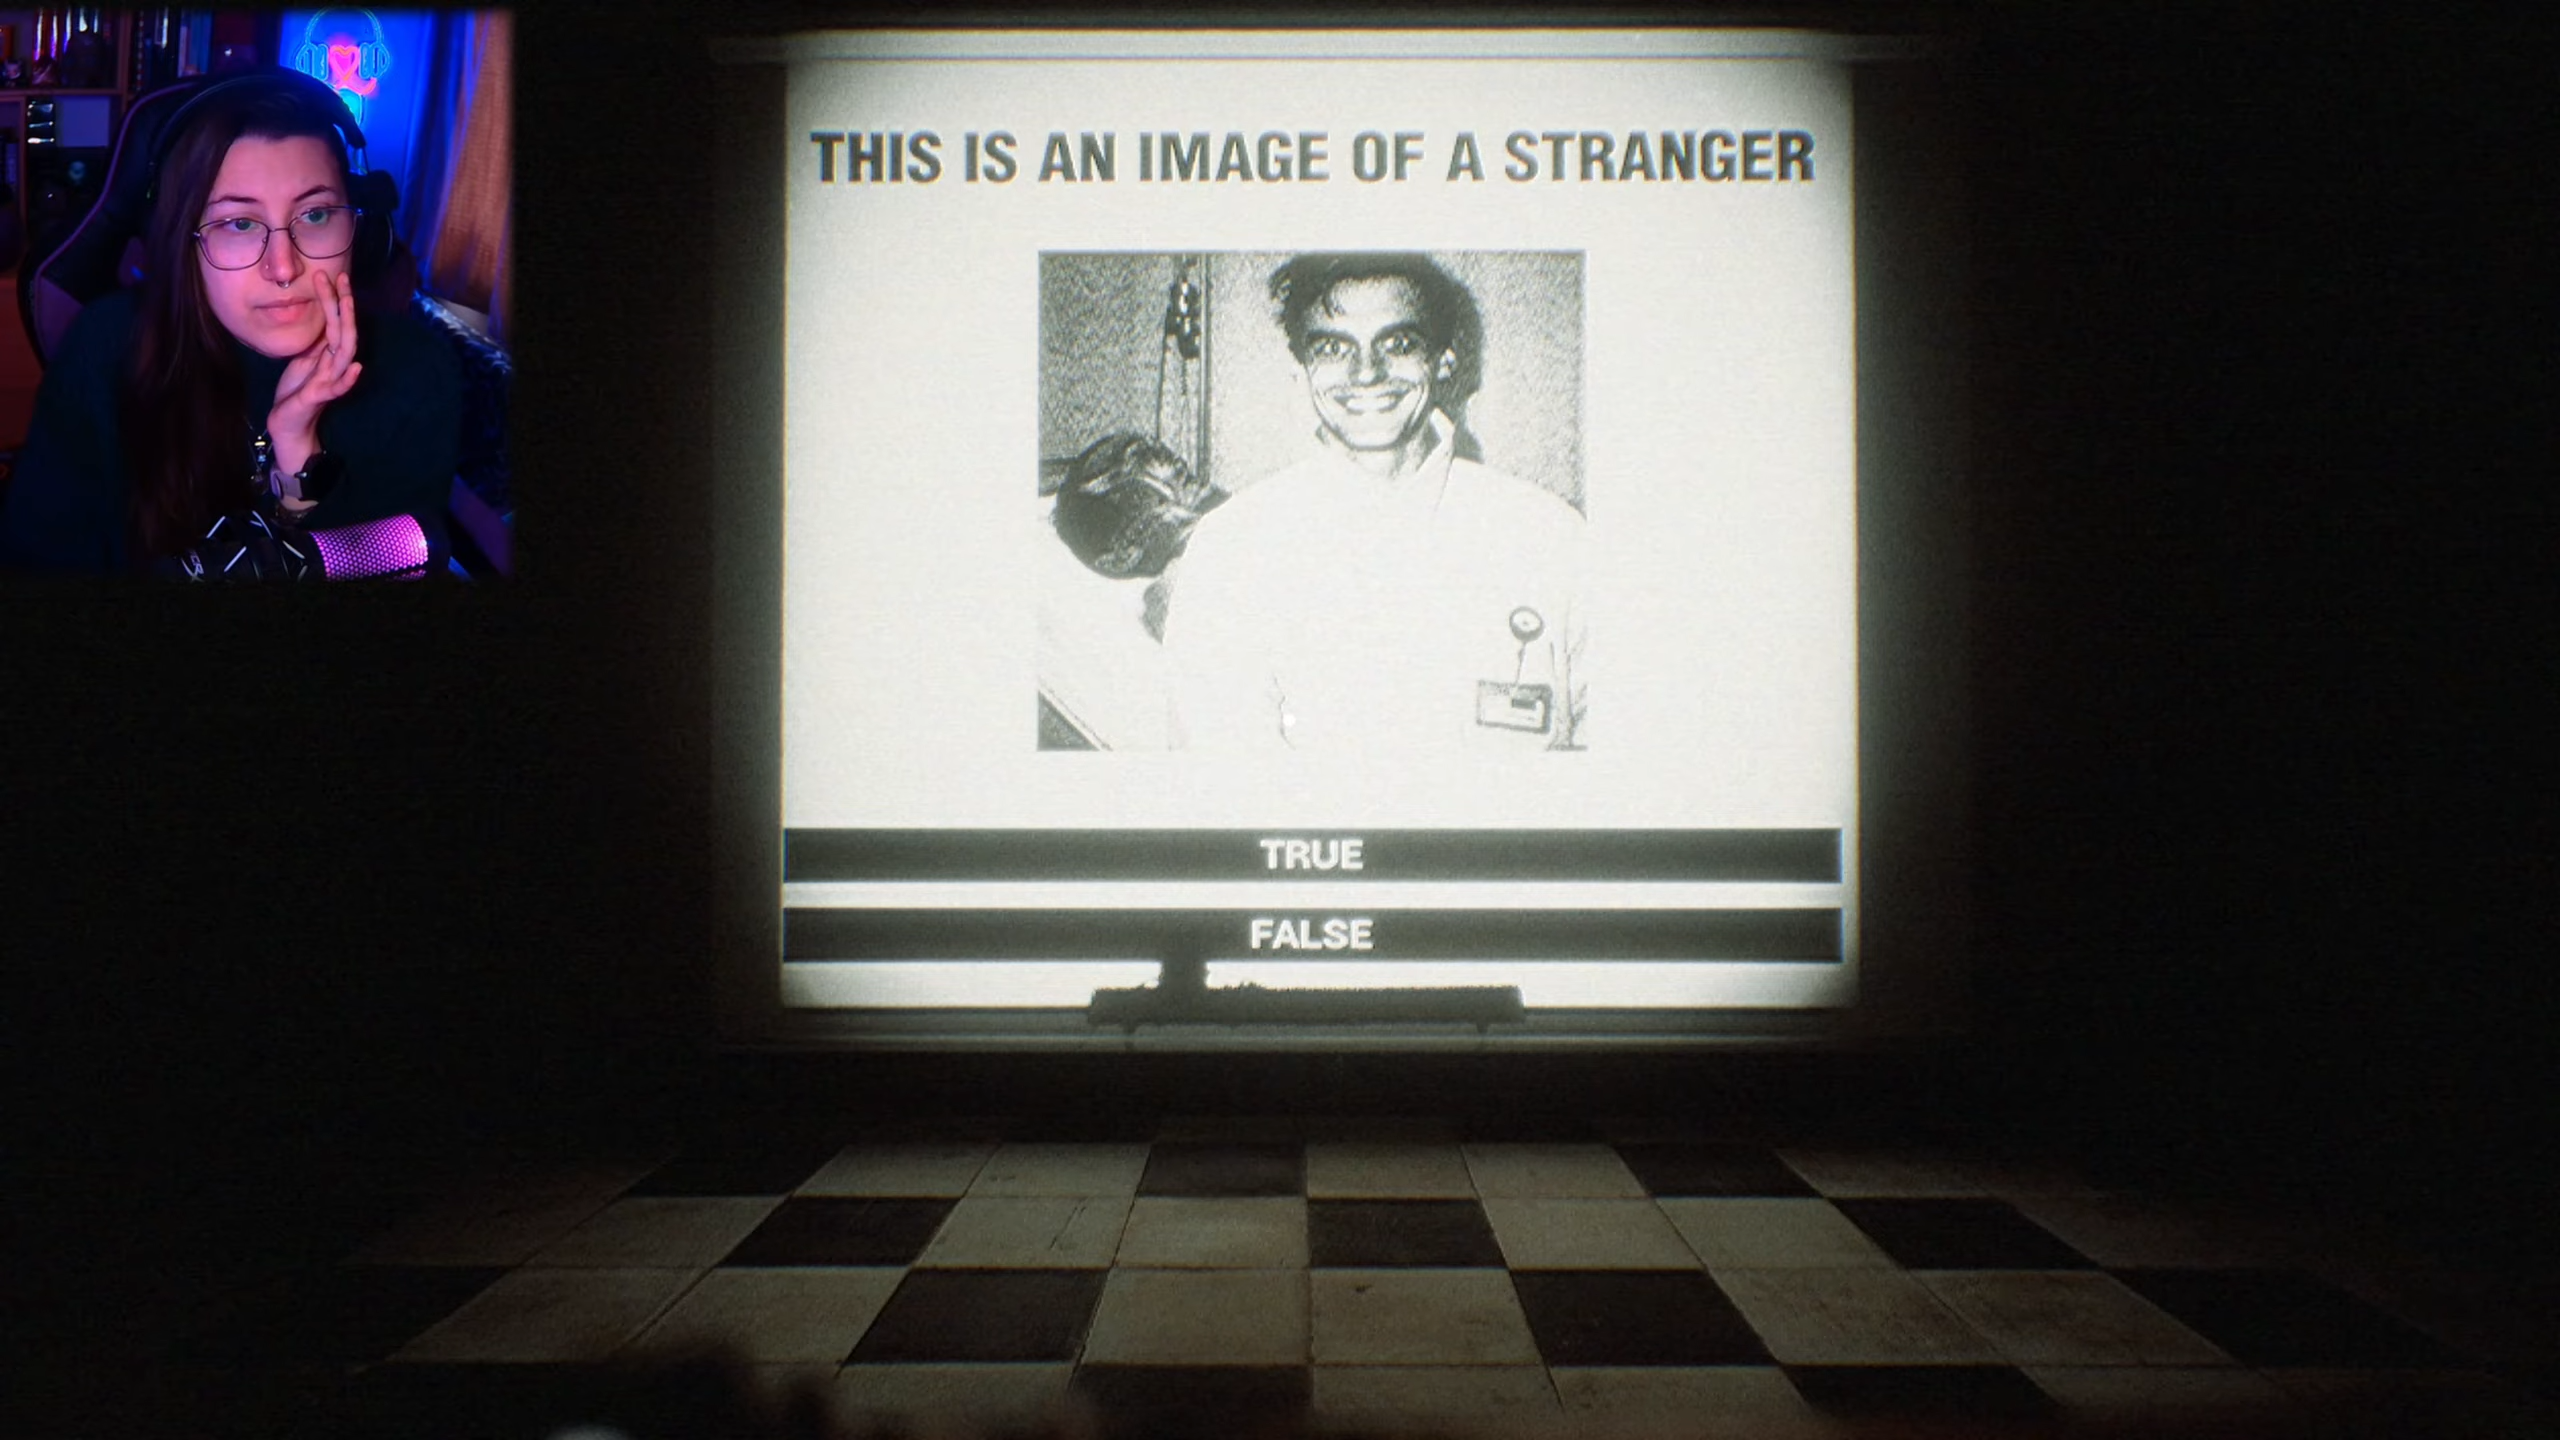 THIS IS AN IMAGE OF A STRANGER
TRUE
FALSE